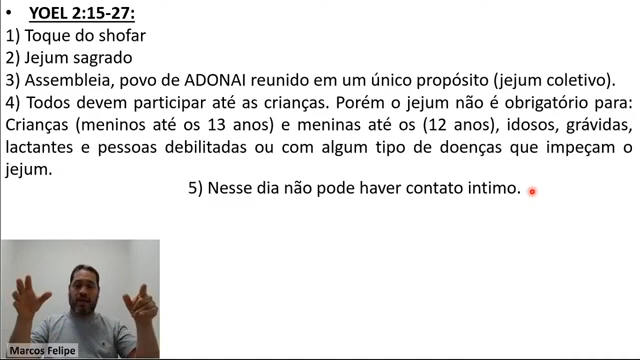 • YOEL 2:15-27:
1) Toque do shofar
2) Jejum sagrado
3) Assembleia, povo de ADONAI reunido em um único propósito (jejum coletivo).
4) Todos devem participar até as crianças. Porém o jejum não é obrigatório para:
Crianças (meninos até os 13 anos) e meninas até os (12 anos), idosos, grávidas,
lactantes e pessoas debilitadas ou com algum tipo de doenças que impeçam o
jejum.
5) Nesse dia não pode haver contato intimo.
Marcos Felipe